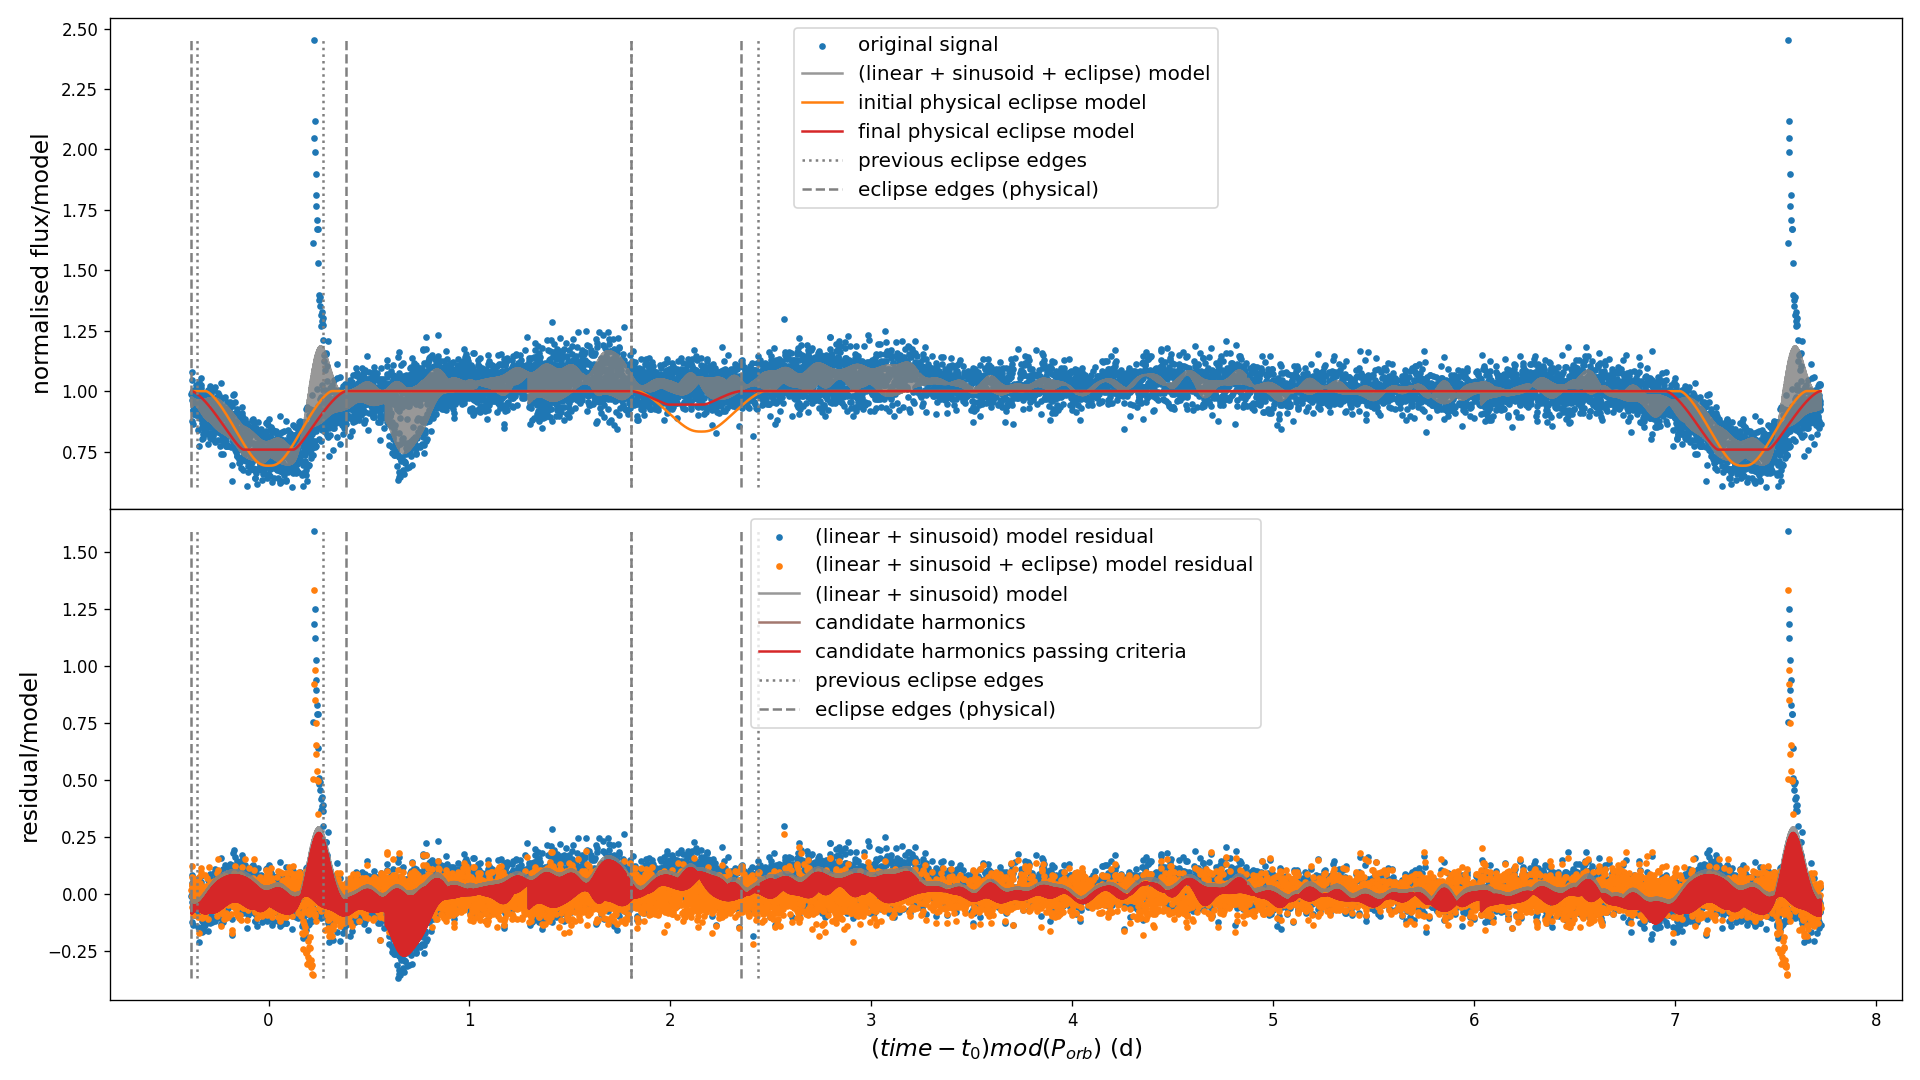 2.50
2.25
2.00
1.75
1.50
1.25
1.00
0.75
normalised flux/model
original signal
(linear + sinusoid + eclipse) model
initial physical eclipse model
final physical eclipse model
previous eclipse edges
eclipse edges (physical)
1.50
1.25
1.00
0.75
0.50
0.25
0.00
−0.25
residual/model
(linear + sinusoid) model residual
(linear + sinusoid + eclipse) model residual
(linear + sinusoid) model
candidate harmonics
candidate harmonics passing criteria
previous eclipse edges
eclipse edges (physical)
0 1 2 3 4 5 6 7 8
(time − t₀)mod(P_orb) (d)